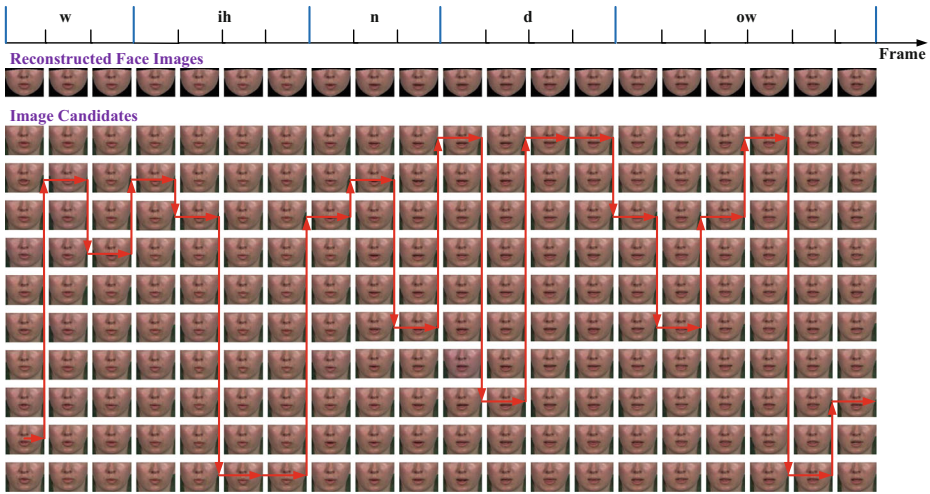 w ih n d ow
Frame
Reconstructed Face Images
Image Candidates